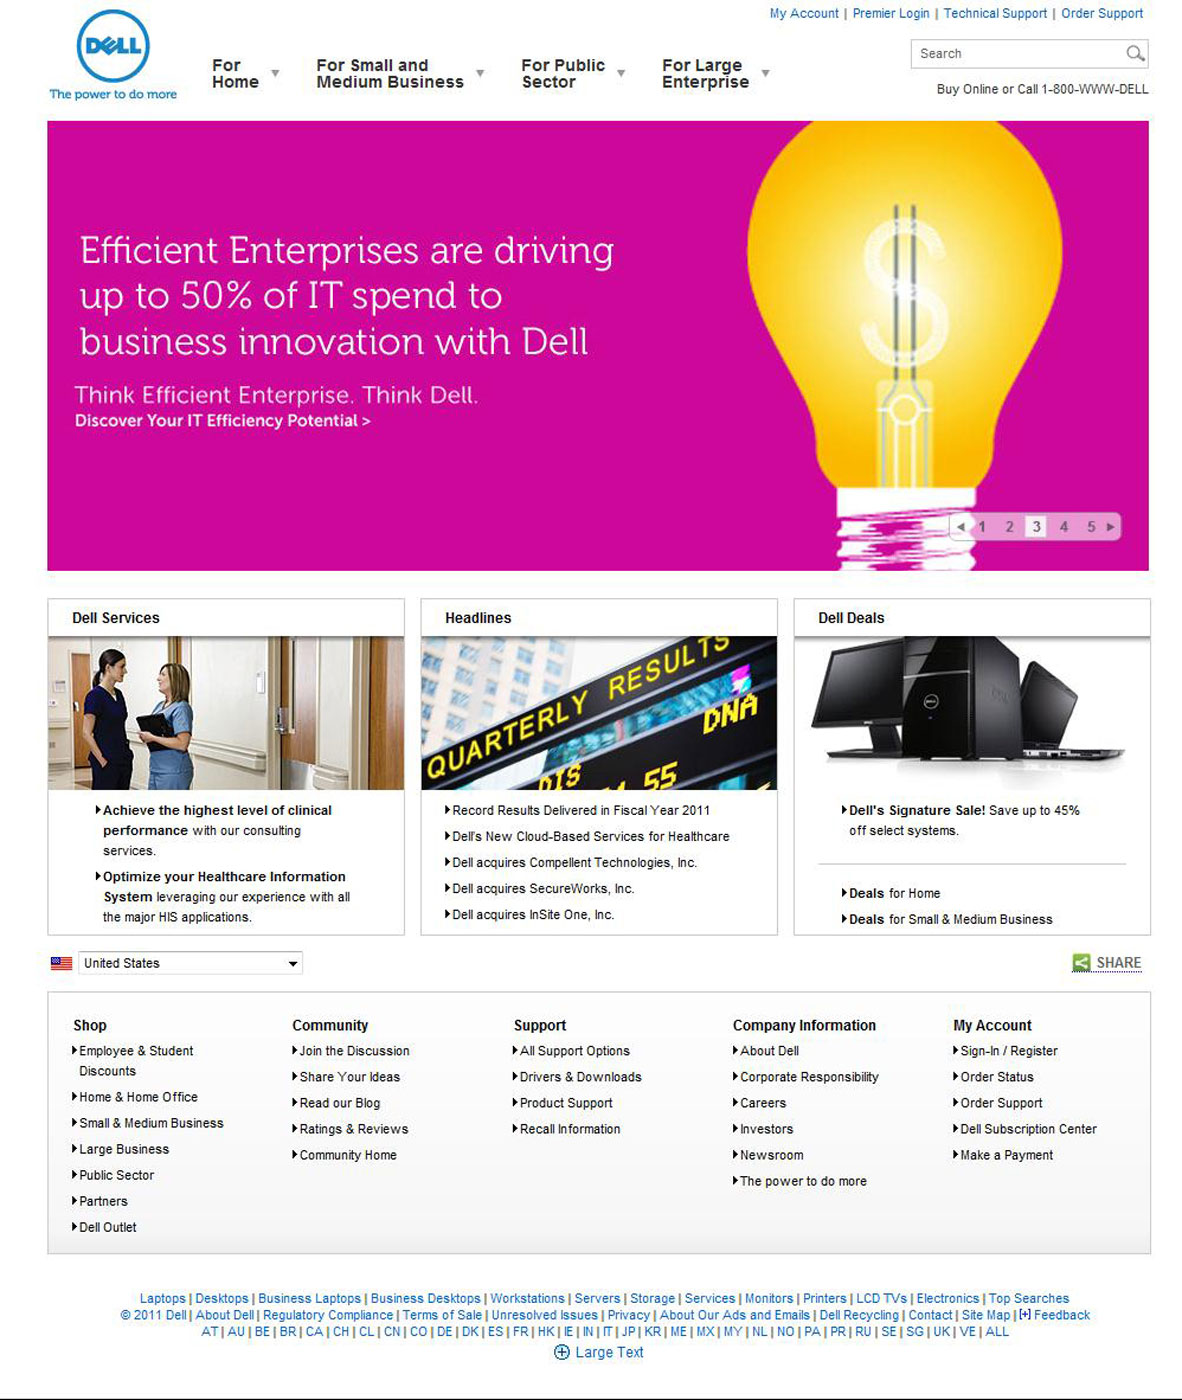 My Account | Premier Login | Technical Support | Order Support
DELL
The power to do more
For Home
For Small and Medium Business
For Public Sector
For Large Enterprise
Search
Buy Online or Call 1-800-WWW-DELL
Efficient Enterprises are driving
up to 50% of IT spend to
business innovation with Dell
Think Efficient Enterprise. Think Dell.
Discover Your IT Efficiency Potential >
$
1 2 3 4 5
Dell Services
Achieve the highest level of clinical
performance with our consulting
services.
Optimize your Healthcare Information
System leveraging our experience with all
the major HIS applications.
Headlines
QUARTERLY RESULTS
DNA
DIS
55
Record Results Delivered in Fiscal Year 2011
Dell's New Cloud-Based Services for Healthcare
Dell acquires Compellent Technologies, Inc.
Dell acquires SecureWorks, Inc.
Dell acquires InSite One, Inc.
Dell Deals
DELL
Dell's Signature Sale! Save up to 45%
off select systems.
Deals for Home
Deals for Small & Medium Business
United States
SHARE
Shop
Employee & Student
Discounts
Home & Home Office
Small & Medium Business
Large Business
Public Sector
Partners
Dell Outlet
Community
Join the Discussion
Share Your Ideas
Read our Blog
Ratings & Reviews
Community Home
Support
All Support Options
Drivers & Downloads
Product Support
Recall Information
Company Information
About Dell
Corporate Responsibility
Careers
Investors
Newsroom
The power to do more
My Account
Sign-In / Register
Order Status
Order Support
Dell Subscription Center
Make a Payment
Laptops | Desktops | Business Laptops | Business Desktops | Workstations | Servers | Storage | Services | Monitors | Printers | LCD TVs | Electronics | Top Searches
© 2011 Dell | About Dell | Regulatory Compliance | Terms of Sale | Unresolved Issues | Privacy | About Our Ads and Emails | Dell Recycling | Contact | Site Map | [+] Feedback
AT | AU | BE | BR | CA | CH | CL | CN | CO | DE | DK | ES | FR | HK | IE | IN | IT | JP | KR | ME | MX | MY | NL | NO | PA | PR | RU | SE | SG | UK | VE | ALL
Large Text